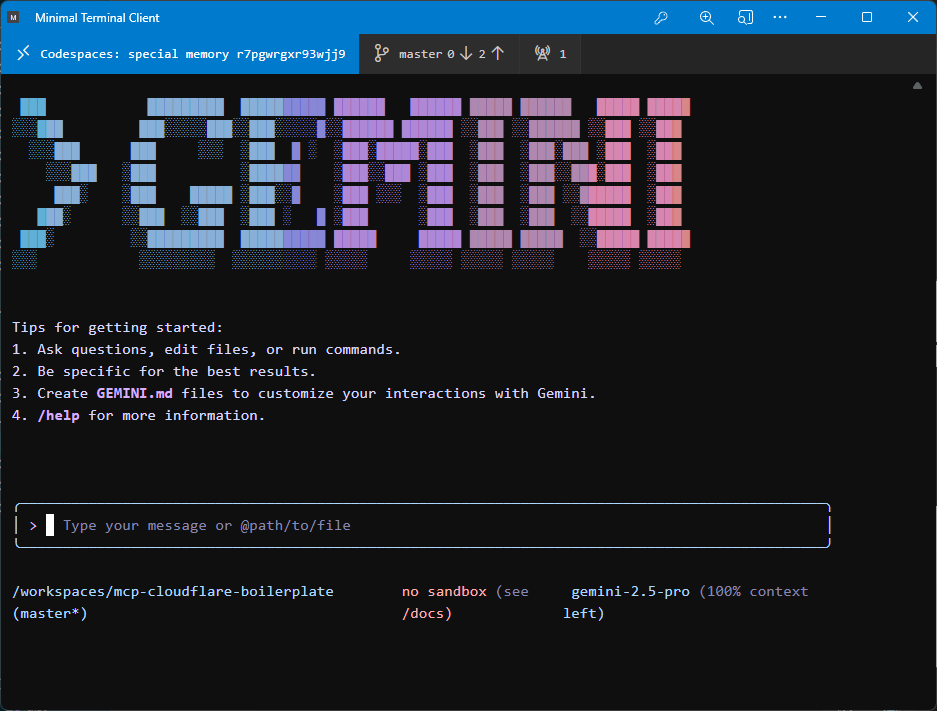 M Minimal Terminal Client
Codespaces: special memory r7pgwrgxr93wjj9 master 0↓ 2↑ 1
> GEMINI
Tips for getting started:
1. Ask questions, edit files, or run commands.
2. Be specific for the best results.
3. Create GEMINI.md files to customize your interactions with Gemini.
4. /help for more information.
> Type your message or @path/to/file
/workspaces/mcp-cloudflare-boilerplate no sandbox (see gemini-2.5-pro (100% context
(master*) /docs) left)